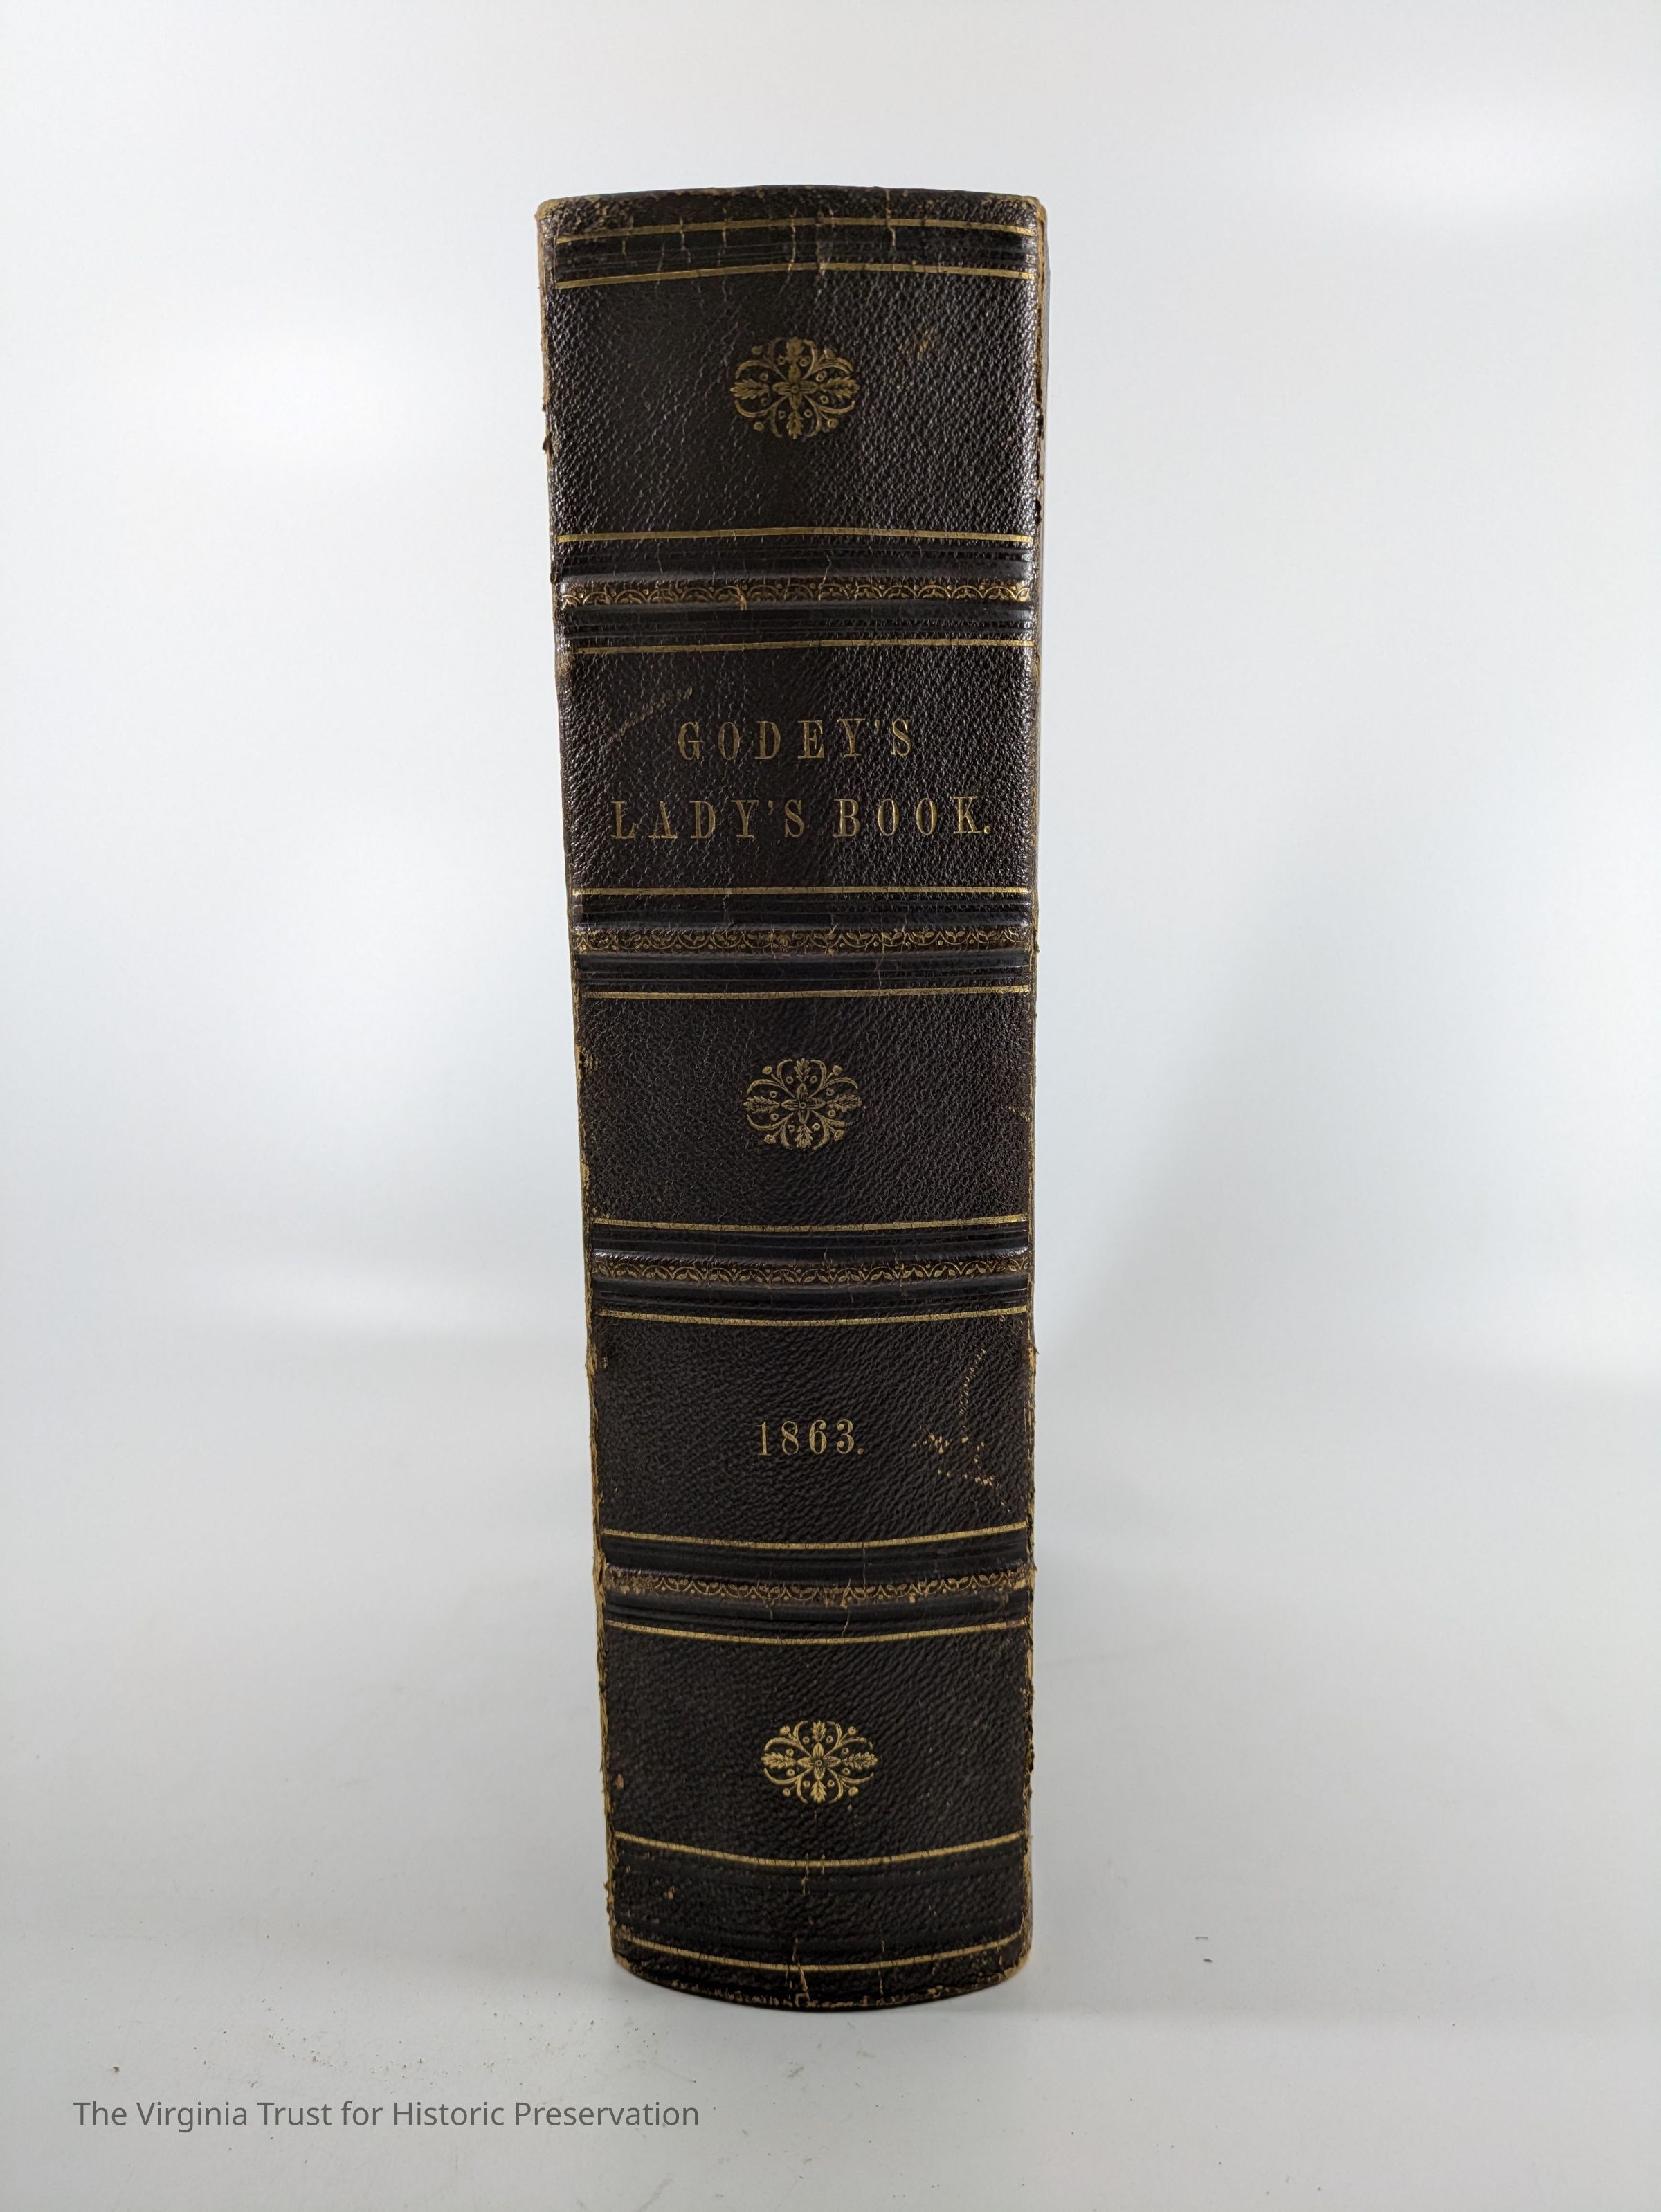 GODEY'S
LADY'S BOOK.
1863.
The Virginia Trust for Historic Preservation